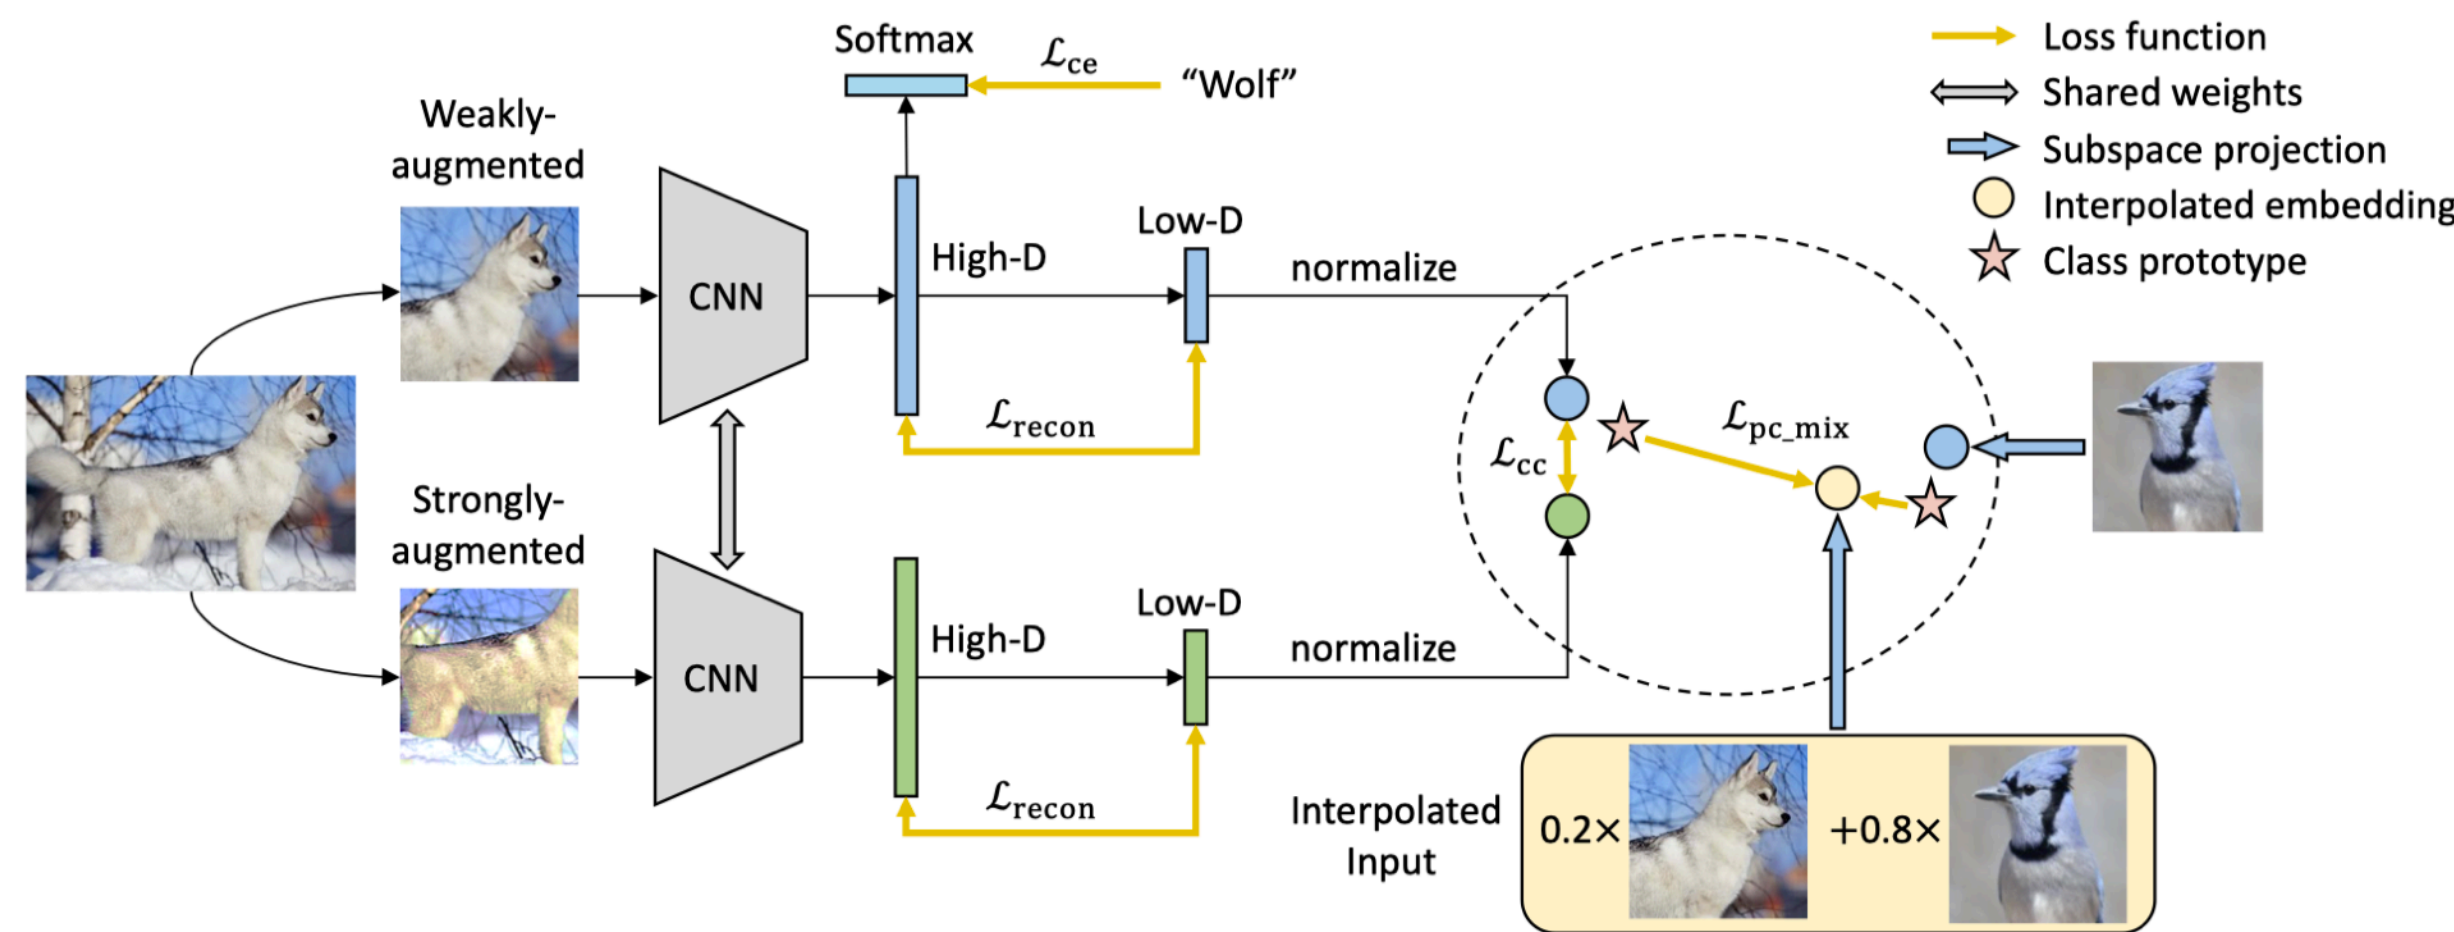 Softmax
ℒce
“Wolf”
Loss function
Shared weights
Subspace projection
Interpolated embedding
Class prototype
Weakly-
augmented
CNN
High-D
Low-D
normalize
ℒrecon
ℒcc
ℒpc_mix
Strongly-
augmented
CNN
High-D
Low-D
normalize
ℒrecon
Interpolated
Input
0.2×
+0.8×